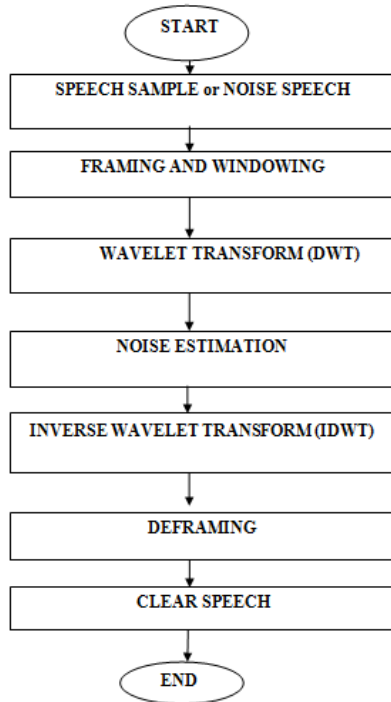 START
SPEECH SAMPLE or NOISE SPEECH
FRAMING AND WINDOWING
WAVELET TRANSFORM (DWT)
NOISE ESTIMATION
INVERSE WAVELET TRANSFORM (IDWT)
DEFRAMING
CLEAR SPEECH
END